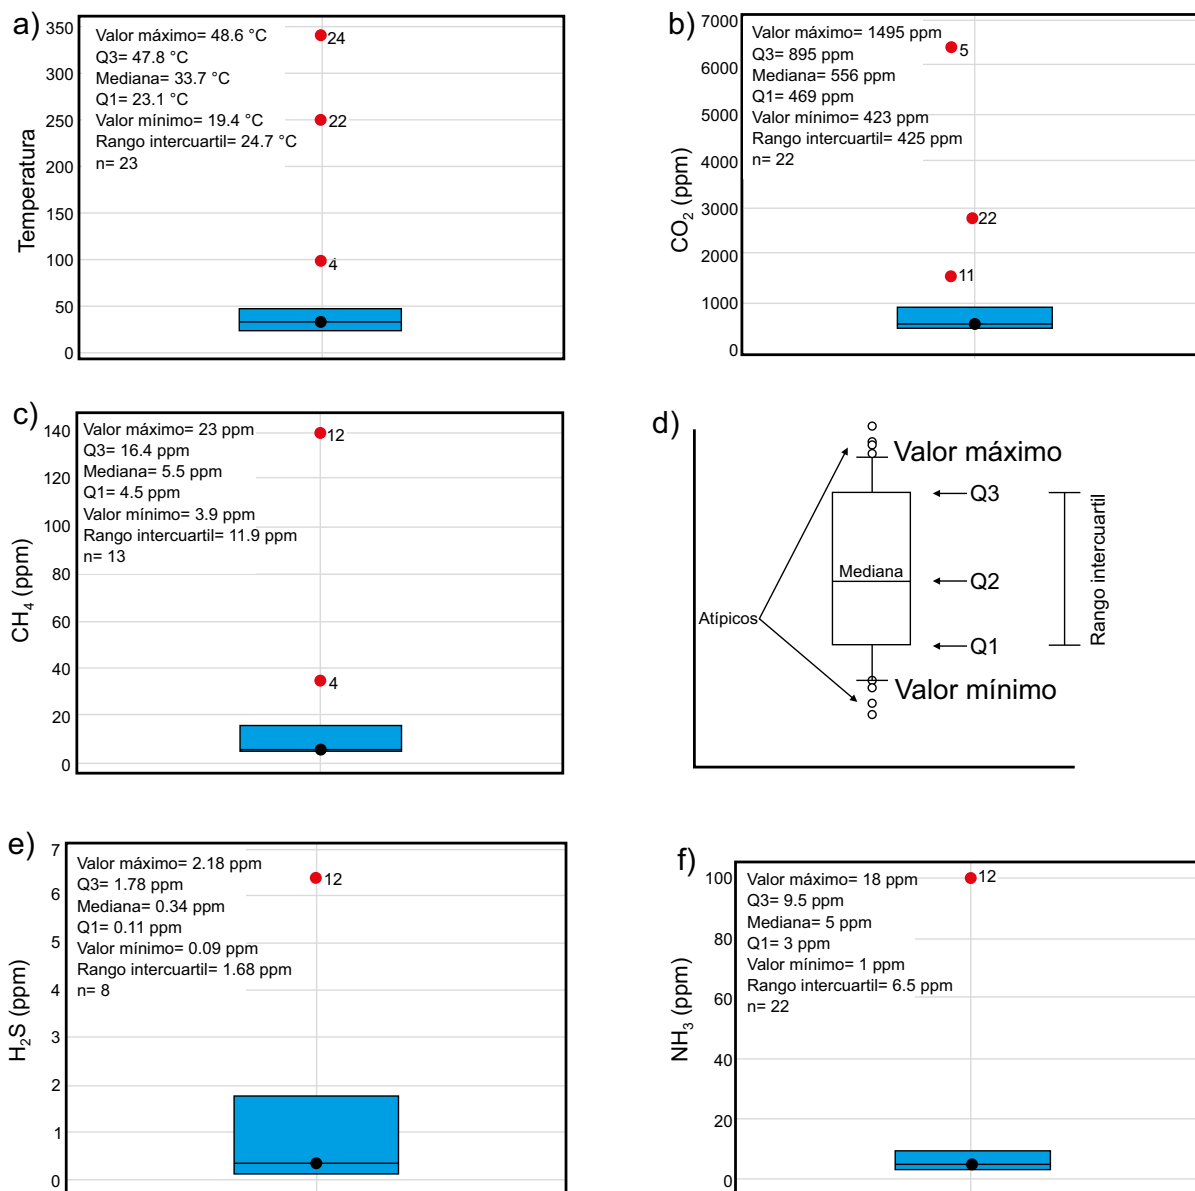 a)
350
300
250
200
150
100
50
0
Temperatura
Valor máximo= 48.6 °C
Q3= 47.8 °C
Mediana= 33.7 °C
Q1= 23.1 °C
Valor mínimo= 19.4 °C
Rango intercuartil= 24.7 °C
n= 23
24
22
4
b)
7000
6000
5000
4000
3000
2000
1000
0
CO₂ (ppm)
Valor máximo= 1495 ppm
Q3= 895 ppm
Mediana= 556 ppm
Q1= 469 ppm
Valor mínimo= 423 ppm
Rango intercuartil= 425 ppm
n= 22
5
22
11
c)
140
120
100
80
60
40
20
0
CH₄ (ppm)
Valor máximo= 23 ppm
Q3= 16.4 ppm
Mediana= 5.5 ppm
Q1= 4.5 ppm
Valor mínimo= 3.9 ppm
Rango intercuartil= 11.9 ppm
n= 13
12
4
d)
Valor máximo
Q3
Mediana
Q2
Atípicos
Q1
Valor mínimo
Rango intercuartil
e)
7
6
5
4
3
2
1
0
H₂S (ppm)
Valor máximo= 2.18 ppm
Q3= 1.78 ppm
Mediana= 0.34 ppm
Q1= 0.11 ppm
Valor mínimo= 0.09 ppm
Rango intercuartil= 1.68 ppm
n= 8
12
f)
100
80
60
40
20
0
NH₃ (ppm)
Valor máximo= 18 ppm
Q3= 9.5 ppm
Mediana= 5 ppm
Q1= 3 ppm
Valor mínimo= 1 ppm
Rango intercuartil= 6.5 ppm
n= 22
12